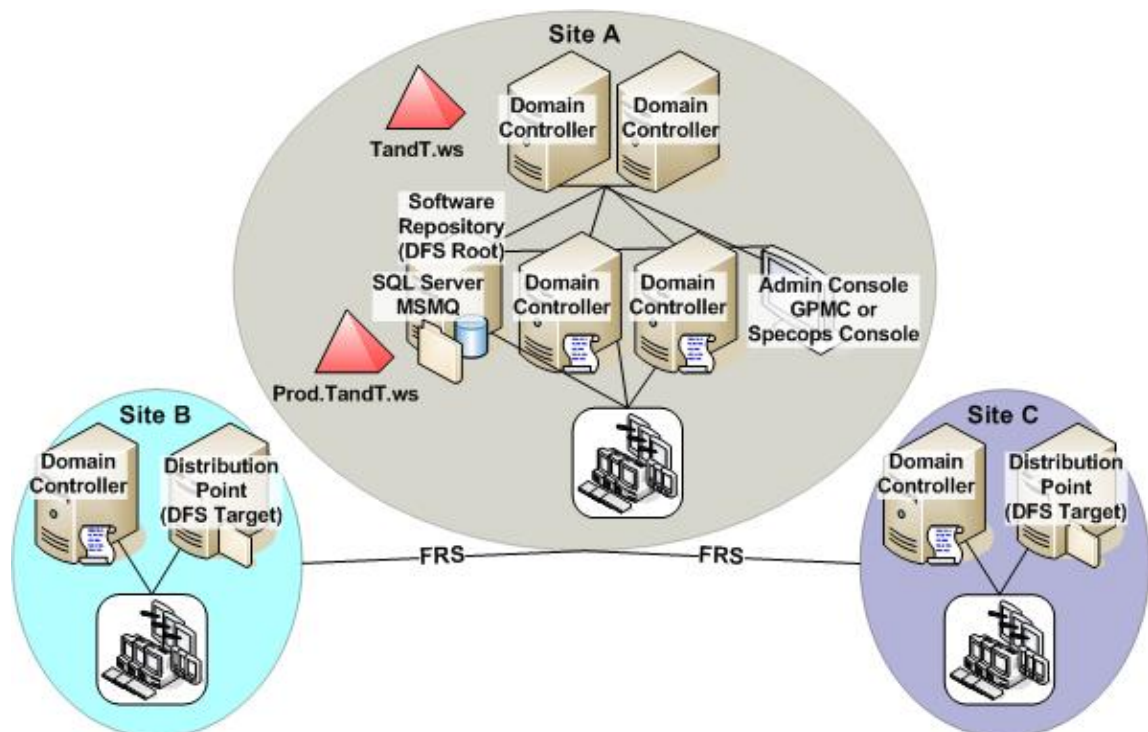 Site A
TandT.ws
Domain
Controller
Domain
Controller
Software
Repository
(DFS Root)
SQL Server
MSMQ
Domain
Controller
Domain
Controller
Admin Console
GPMC or
Specops Console
Prod.TandT.ws
Site B
Domain
Controller
Distribution
Point
(DFS Target)
FRS
FRS
Site C
Domain
Controller
Distribution
Point
(DFS Target)